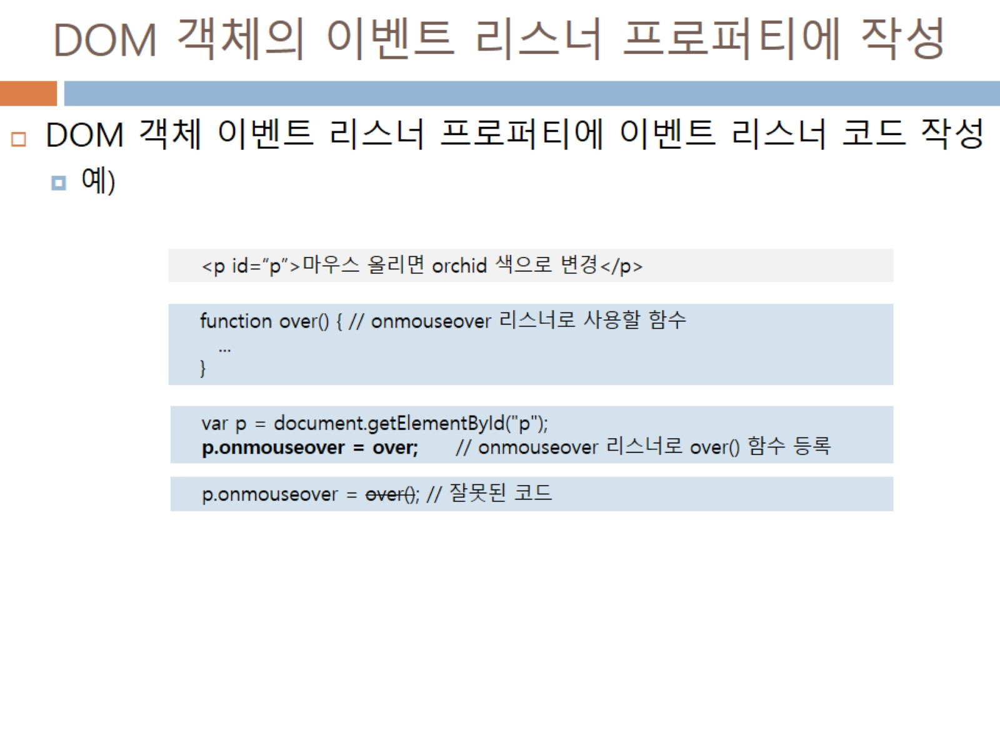 DOM 객체의 이벤트 리스너 프로퍼티에 작성
DOM 객체 이벤트 리스너 프로퍼티에 이벤트 리스너 코드 작성
예)
<p id=“p”>마우스 올리면 orchid 색으로 변경</p>
function over() { // onmouseover 리스너로 사용할 함수
...
}
var p = document.getElementById("p");
p.onmouseover = over; // onmouseover 리스너로 over() 함수 등록
p.onmouseover = over(); // 잘못된 코드